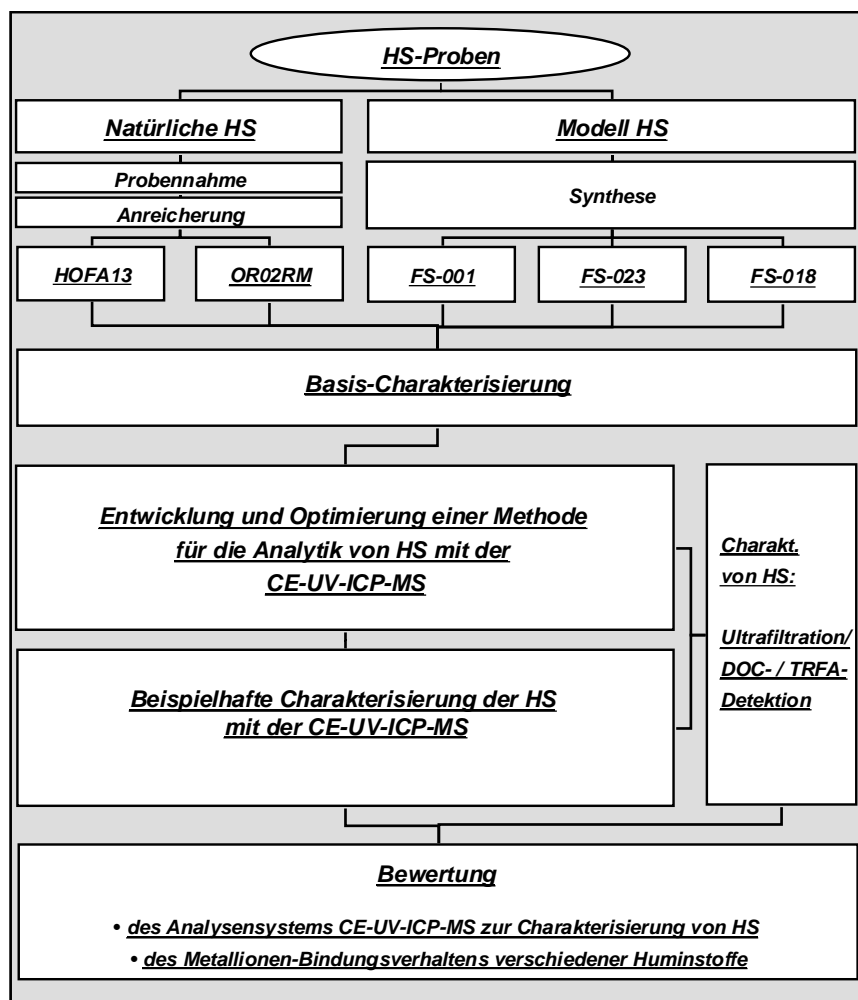 HS-Proben
Natürliche HS
Modell HS
Probennahme
Anreicherung
Synthese
HOFA13
OR02RM
FS-001
FS-023
FS-018
Basis-Charakterisierung
Entwicklung und Optimierung einer Methode
für die Analytik von HS mit der
CE-UV-ICP-MS
Charakt.
von HS:
Ultrafiltration/
DOC- / TRFA-
Detektion
Beispielhafte Charakterisierung der HS
mit der CE-UV-ICP-MS
Bewertung
• des Analysensystems CE-UV-ICP-MS zur Charakterisierung von HS
• des Metallionen-Bindungsverhaltens verschiedener Huminstoffe